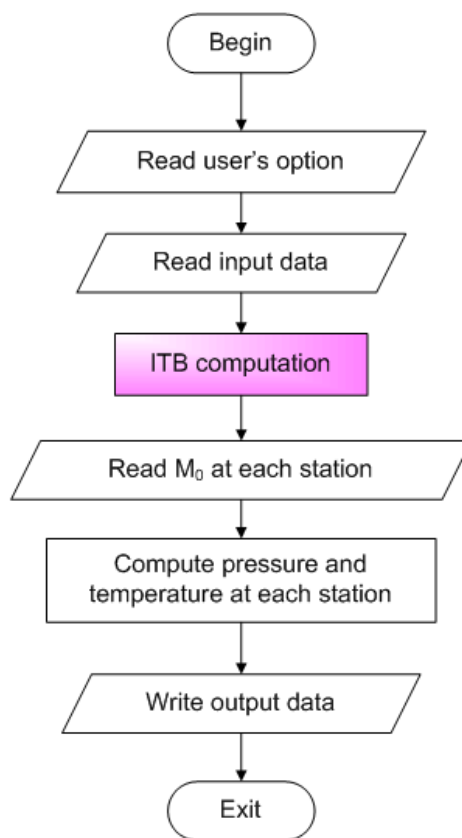 Begin
Read user's option
Read input data
ITB computation
Read M₀ at each station
Compute pressure and
temperature at each station
Write output data
Exit